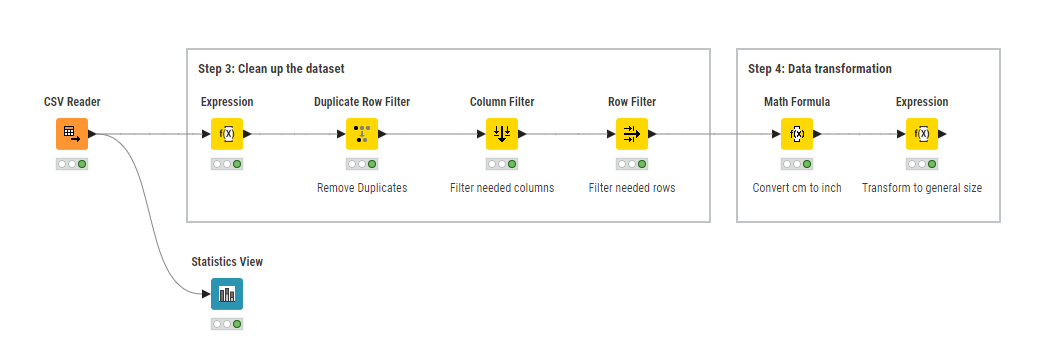 Step 3: Clean up the dataset
Step 4: Data transformation
CSV Reader
Expression
Duplicate Row Filter
Column Filter
Row Filter
Math Formula
Expression
f(X)
f(X)
f(X)
Remove Duplicates
Filter needed columns
Filter needed rows
Convert cm to inch
Transform to general size
Statistics View